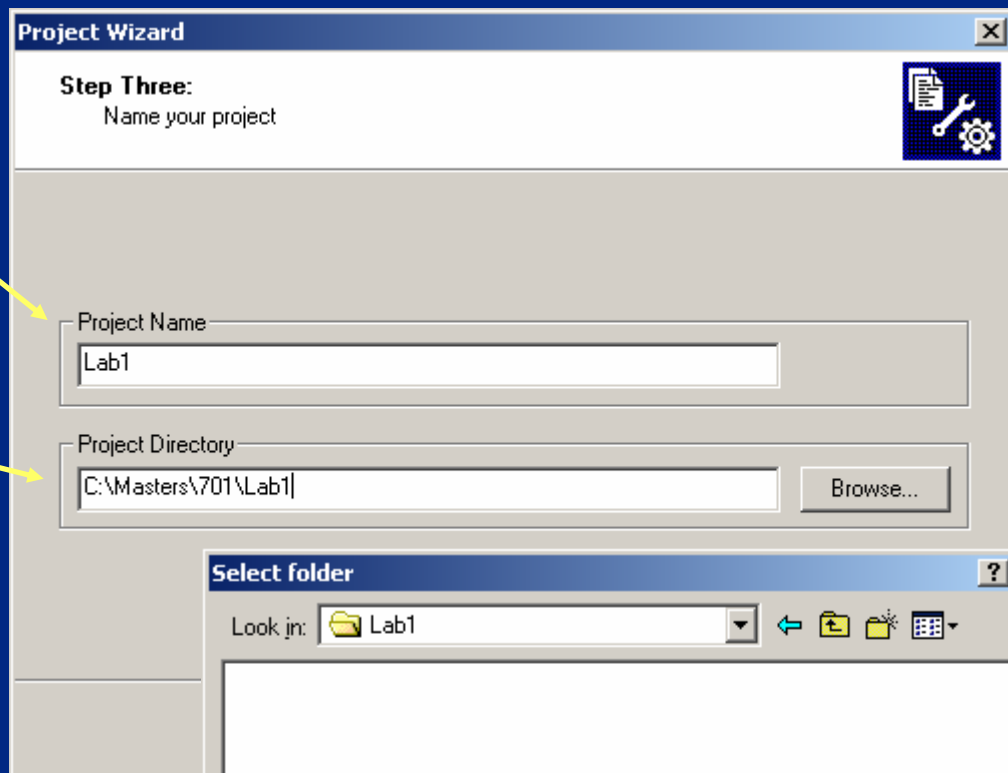 Project Wizard
Step Three:
Name your project
Project Name
Lab1
Project Directory
C:\Masters\701\Lab1
Browse...
Select folder
?
Look in:
Lab1